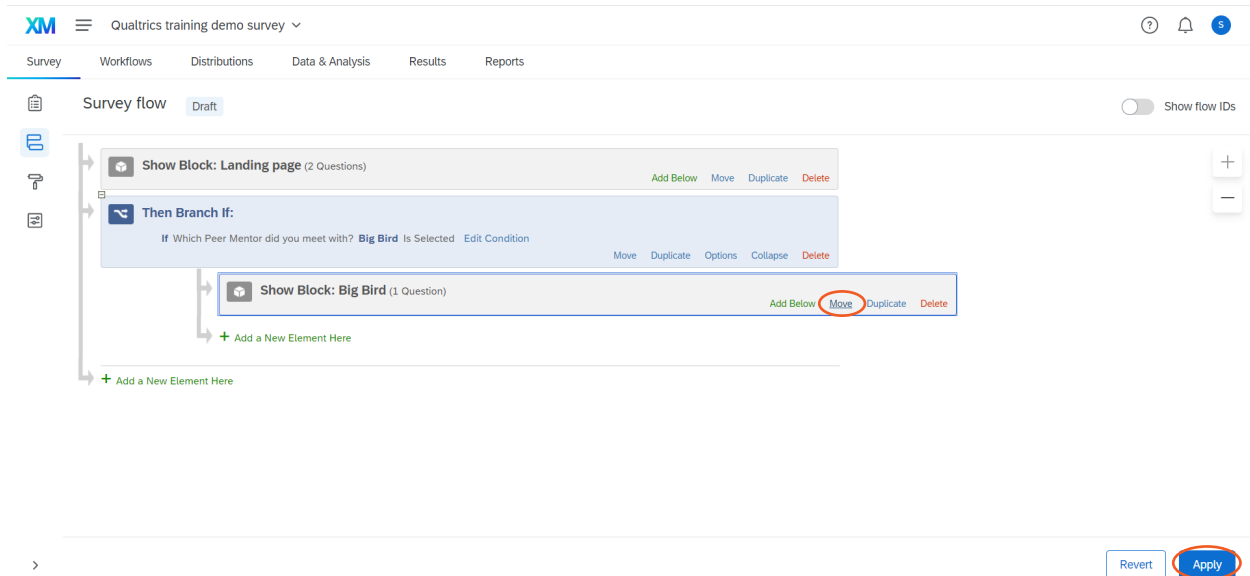 XM Qualtrics training demo survey ? S
Survey Workflows Distributions Data & Analysis Results Reports
Survey flow Draft Show flow IDs
Show Block: Landing page (2 Questions)
Add Below Move Duplicate Delete
Then Branch If:
If Which Peer Mentor did you meet with? Big Bird Is Selected Edit Condition
Move Duplicate Options Collapse Delete
Show Block: Big Bird (1 Question)
Add Below Move Duplicate Delete
+ Add a New Element Here
+ Add a New Element Here
Revert Apply